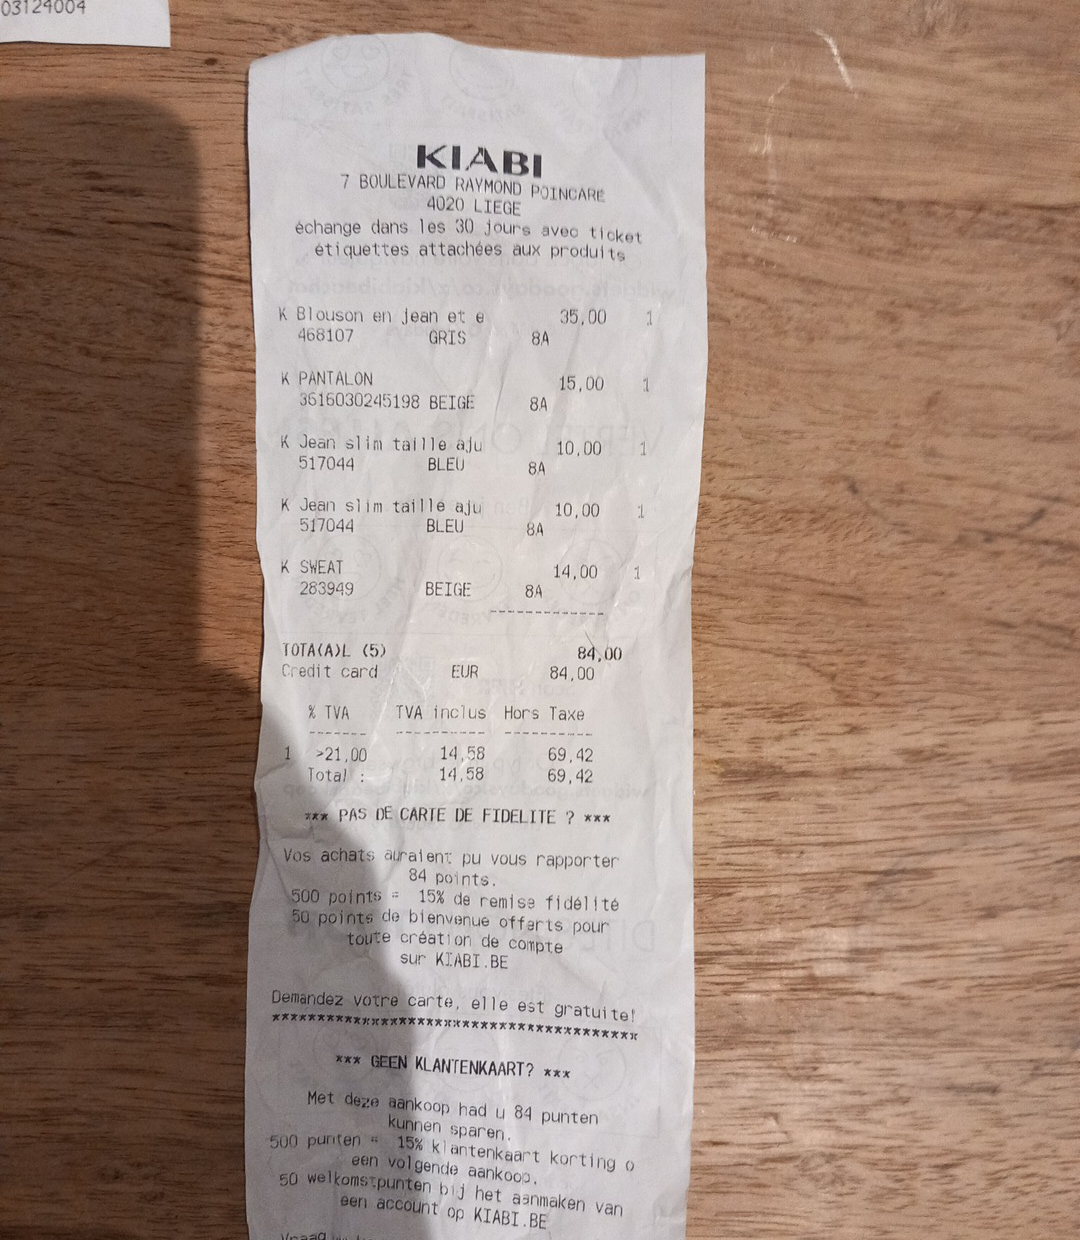 03124004
KIABI
7 BOULEVARD RAYMOND POINCARE
4020 LIEGE
échange dans les 30 jours avec ticket
étiquettes attachées aux produits
K Blouson en jean et e 35,00 1
468107 GRIS 8A
K PANTALON 15,00 1
3616030245198 BEIGE 8A
K Jean slim taille aju 10,00 1
517044 BLEU 8A
K Jean slim taille aju 10,00 1
517044 BLEU 8A
K SWEAT 14,00 1
283949 BEIGE 8A
------------
TOTA(A)L (5) 84,00
Credit card EUR 84,00
% TVA TVA inclus Hors Taxe
------- ---------- ----------
1 >21,00 14,58 69,42
Total : 14,58 69,42
*** PAS DE CARTE DE FIDELITE ? ***
Vos achats auraient pu vous rapporter
84 points.
500 points = 15% de remise fidélité
50 points de bienvenue offerts pour
toute création de compte
sur KIABI.BE
Demandez votre carte, elle est gratuite!
****************************************
*** GEEN KLANTENKAART? ***
Met deze aankoop had u 84 punten
kunnen sparen.
500 punten = 15% klantenkaart korting o
een volgende aankoop.
50 welkomstpunten bij het aanmaken van
een account op KIABI.BE